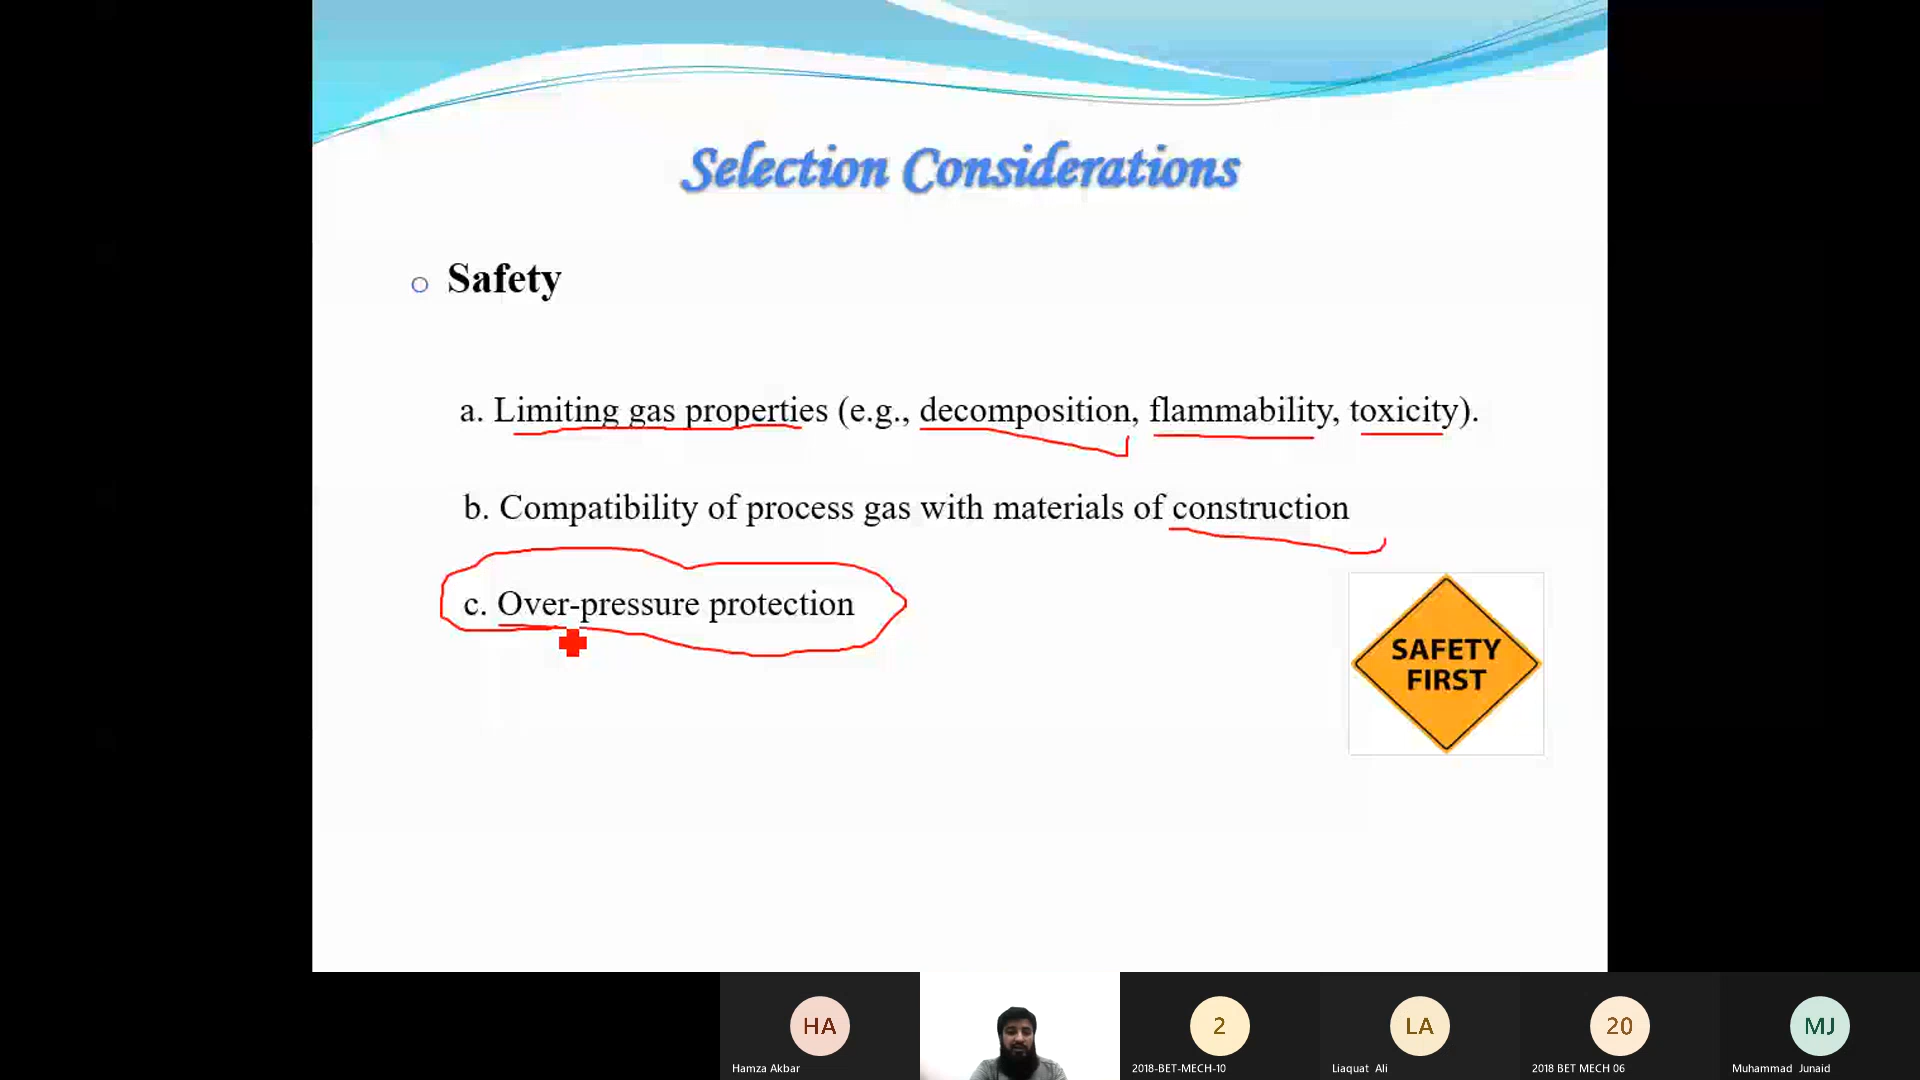 Selection Considerations
Safety
a. Limiting gas properties (e.g., decomposition, flammability, toxicity).
b. Compatibility of process gas with materials of construction
c. Over-pressure protection
SAFETY
FIRST
HA
2
LA
20
MJ
Hamza Akbar
2018-BET-MECH-10
Liaquat Ali
2018 BET MECH 06
Muhammad Junaid